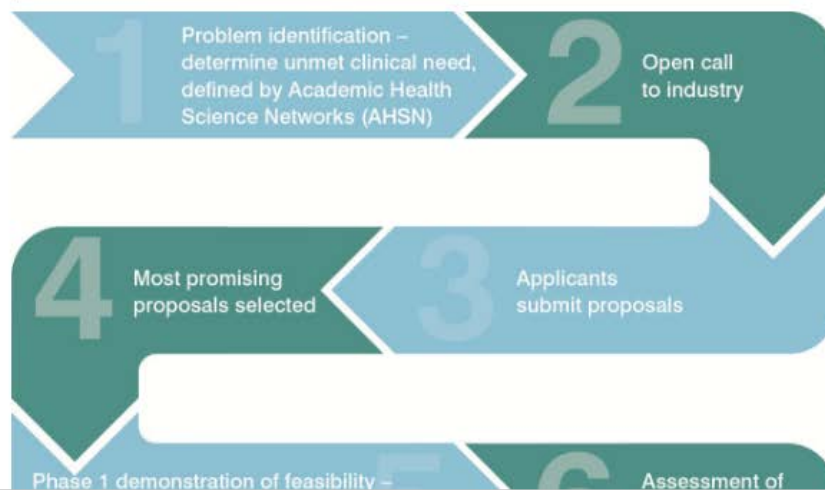 1
Problem identification –
determine unmet clinical need,
defined by Academic Health
Science Networks (AHSN)
2
Open call
to industry
3
Applicants
submit proposals
4
Most promising
proposals selected
5
Phase 1 demonstration of feasibility –
6
Assessment of